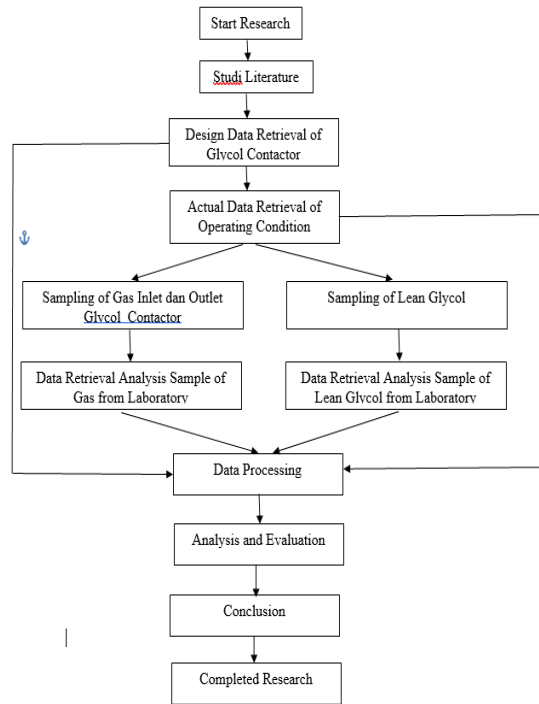 Start Research
Studi Literature
Design Data Retrieval of
Glycol Contactor
Actual Data Retrieval of
Operating Condition
Sampling of Gas Inlet dan Outlet
Glycol Contactor
Sampling of Lean Glycol
Data Retrieval Analysis Sample of
Gas from Laboratory
Data Retrieval Analysis Sample of
Lean Glycol from Laboratory
Data Processing
Analysis and Evaluation
Conclusion
Completed Research